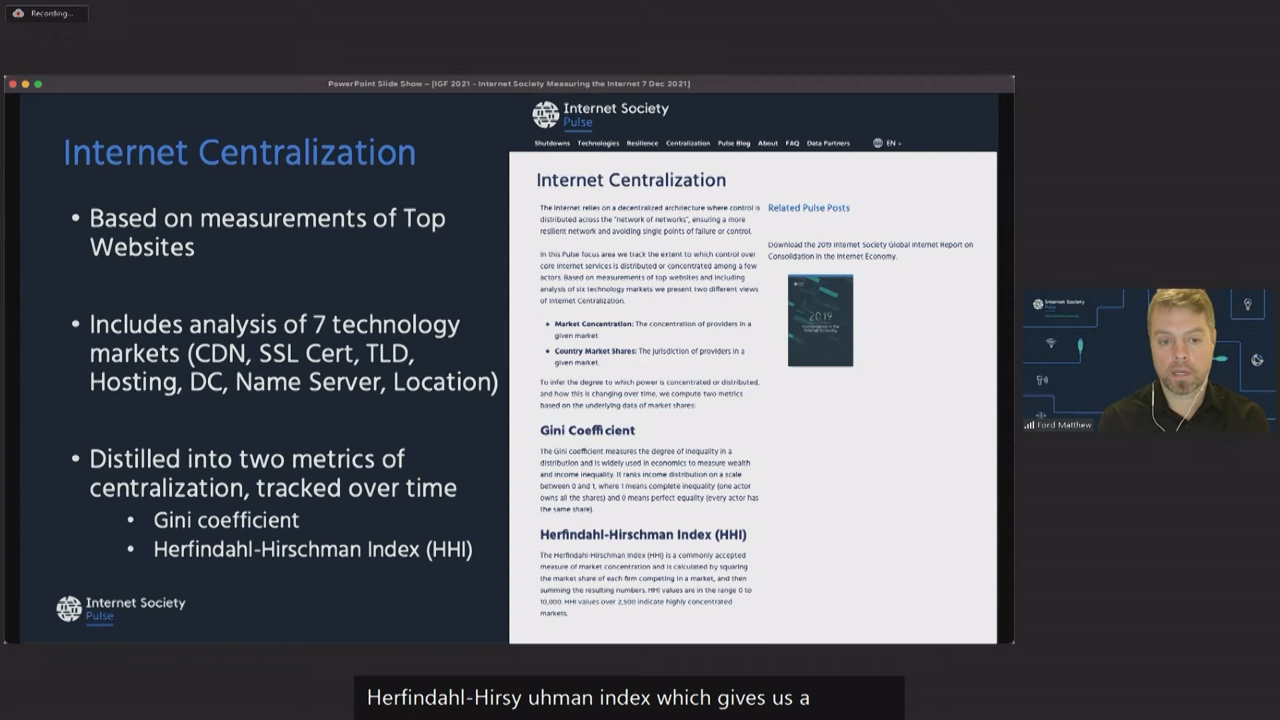 Recording...
PowerPoint Slide Show – [IGF 2021 - Internet Society Measuring the Internet 7 Dec 2021]
Internet Centralization
• Based on measurements of Top
Websites
• Includes analysis of 7 technology
markets (CDN, SSL Cert, TLD,
Hosting, DC, Name Server, Location)
• Distilled into two metrics of
centralization, tracked over time
• Gini coefficient
• Herfindahl-Hirschman Index (HHI)
Internet Society
Pulse
Internet Society
Pulse
Shutdowns Technologies Resilience Centralization Pulse Blog About FAQ Data Partners EN
Internet Centralization
The Internet relies on a decentralized architecture where control is
distributed across the "network of networks", ensuring a more
resilient network and avoiding single points of failure or control.
In this Pulse focus area we track the extent to which control over
core Internet services is distributed or concentrated among a few
actors. Based on measurements of top websites and including
analysis of six technology markets we present two different views
of Internet Centralization.
• Market Concentration: The concentration of providers in a
given market
• Country Market Shares: The jurisdiction of providers in a
given market.
To infer the degree to which power is concentrated or distributed,
and how this is changing over time, we compute two metrics
based on the underlying data of market shares:
Gini Coefficient
The Gini coefficient measures the degree of inequality in a
distribution and is widely used in economics to measure wealth
and income inequality. It ranks income distribution on a scale
between 0 and 1, where 1 means complete inequality (one actor
owns all the shares) and 0 means perfect equality (every actor has
the same share).
Herfindahl-Hirschman Index (HHI)
The Herfindahl-Hirschman Index (HHI) is a commonly accepted
measure of market concentration and is calculated by squaring
the market share of each firm competing in a market, and then
summing the resulting numbers. HHI values are in the range 0 to
10,000. HHI values over 2,500 indicate highly concentrated
markets.
Related Pulse Posts
Download the 2019 Internet Society Global Internet Report on
Consolidation in the Internet Economy.
2019
Internet Society
Ford Matthew
Herfindahl-Hirsy uhman index which gives us a